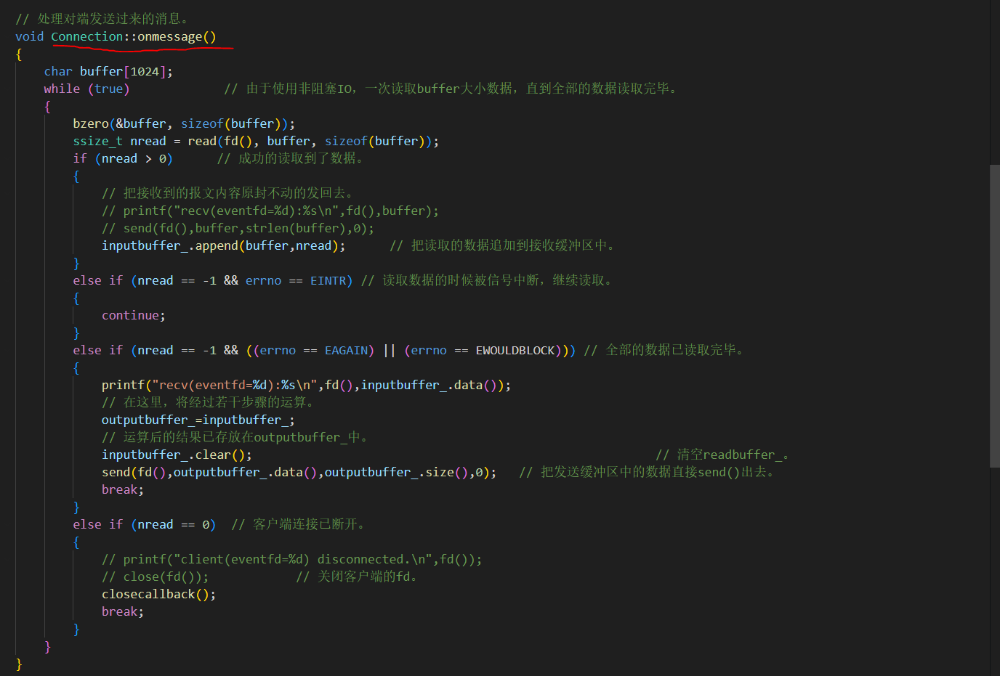 // 处理对端发送过来的消息。
void Connection::onmessage()
{
    char buffer[1024];
    while (true)             // 由于使用非阻塞IO，一次读取buffer大小数据，直到全部的数据读取完毕。
    {
        bzero(&buffer, sizeof(buffer));
        ssize_t nread = read(fd(), buffer, sizeof(buffer));
        if (nread > 0)      // 成功的读取到了数据。
        {
            // 把接收到的报文内容原封不动的发回去。
            // printf("recv(eventfd=%d):%s\n",fd(),buffer);
            // send(fd(),buffer,strlen(buffer),0);
            inputbuffer_.append(buffer,nread);      // 把读取的数据追加到接收缓冲区中。
        }
        else if (nread == -1 && errno == EINTR) // 读取数据的时候被信号中断，继续读取。
        {
            continue;
        }
        else if (nread == -1 && ((errno == EAGAIN) || (errno == EWOULDBLOCK))) // 全部的数据已读取完毕。
        {
            printf("recv(eventfd=%d):%s\n",fd(),inputbuffer_.data());
            // 在这里，将经过若干步骤的运算。
            outputbuffer_=inputbuffer_;
            // 运算后的结果已存放在outputbuffer_中。
            inputbuffer_.clear();                                                        // 清空readbuffer_。
            send(fd(),outputbuffer_.data(),outputbuffer_.size(),0);   // 把发送缓冲区中的数据直接send()出去。
            break;
        }
        else if (nread == 0)  // 客户端连接已断开。
        {
            // printf("client(eventfd=%d) disconnected.\n",fd());
            // close(fd());            // 关闭客户端的fd。
            closecallback();
            break;
        }
    }
}